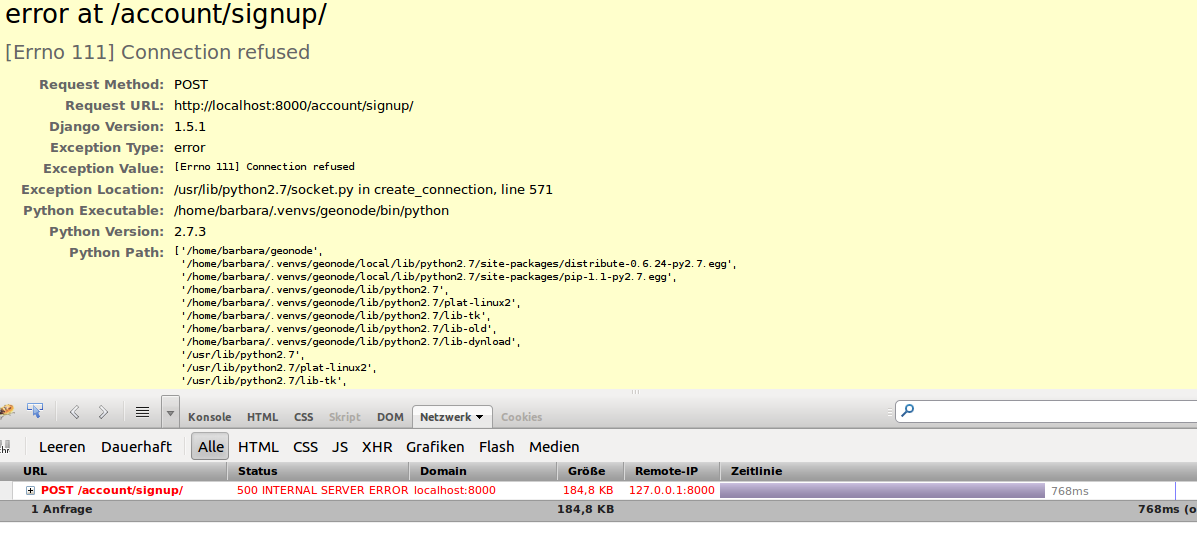 error at /account/signup/
[Errno 111] Connection refused
Request Method: POST
Request URL: http://localhost:8000/account/signup/
Django Version: 1.5.1
Exception Type: error
Exception Value: [Errno 111] Connection refused
Exception Location: /usr/lib/python2.7/socket.py in create_connection, line 571
Python Executable: /home/barbara/.venvs/geonode/bin/python
Python Version: 2.7.3
Python Path: ['/home/barbara/geonode',
'/home/barbara/.venvs/geonode/local/lib/python2.7/site-packages/distribute-0.6.24-py2.7.egg',
'/home/barbara/.venvs/geonode/local/lib/python2.7/site-packages/pip-1.1-py2.7.egg',
'/home/barbara/.venvs/geonode/lib/python2.7',
'/home/barbara/.venvs/geonode/lib/python2.7/plat-linux2',
'/home/barbara/.venvs/geonode/lib/python2.7/lib-tk',
'/home/barbara/.venvs/geonode/lib/python2.7/lib-old',
'/home/barbara/.venvs/geonode/lib/python2.7/lib-dynload',
'/usr/lib/python2.7',
'/usr/lib/python2.7/plat-linux2',
'/usr/lib/python2.7/lib-tk',
Konsole HTML CSS Skript DOM Netzwerk Cookies
Leeren Dauerhaft Alle HTML CSS JS XHR Grafiken Flash Medien
URL Status Domain Größe Remote-IP Zeitlinie
POST /account/signup/ 500 INTERNAL SERVER ERROR localhost:8000 184,8 KB 127.0.0.1:8000 768ms
1 Anfrage 184,8 KB 768ms (o